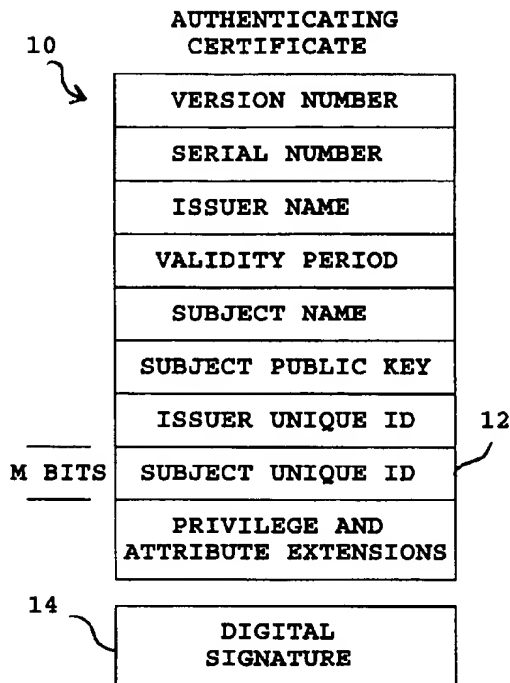 AUTHENTICATING
CERTIFICATE
10
VERSION NUMBER
SERIAL NUMBER
ISSUER NAME
VALIDITY PERIOD
SUBJECT NAME
SUBJECT PUBLIC KEY
ISSUER UNIQUE ID
12
M BITS
SUBJECT UNIQUE ID
PRIVILEGE AND
ATTRIBUTE EXTENSIONS
14
DIGITAL
SIGNATURE